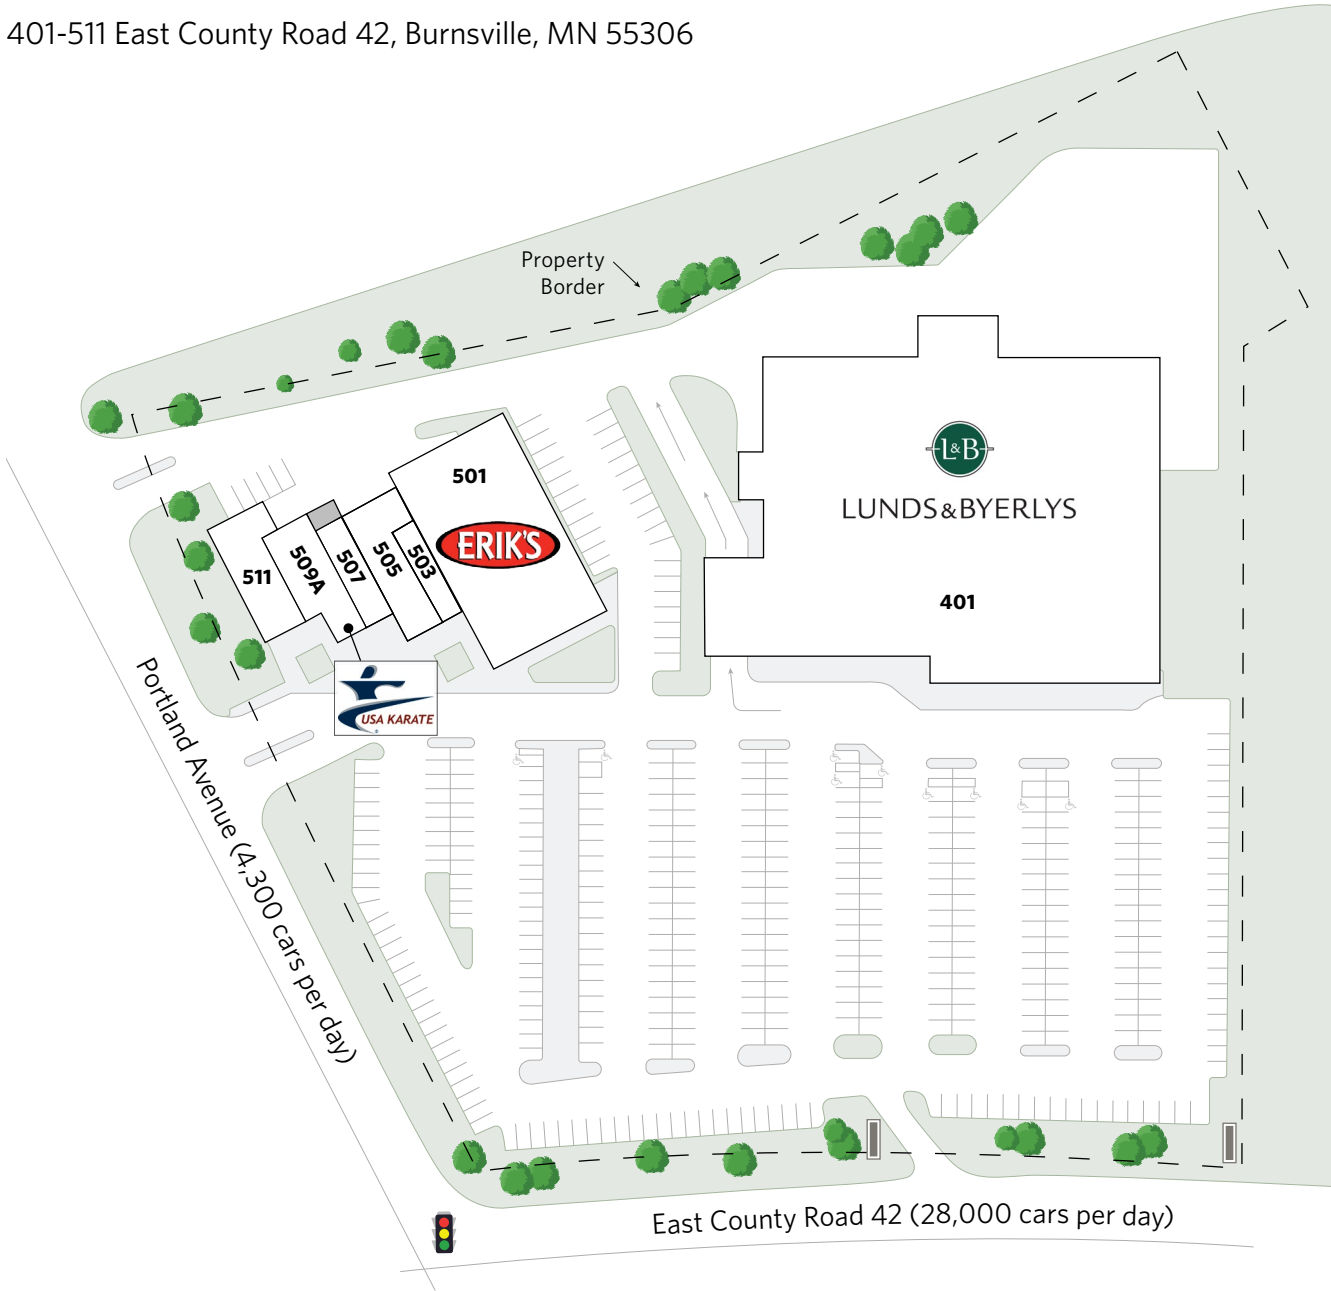 401-511 East County Road 42, Burnsville, MN 55306
Property
Border
501
ERIK'S
503
505
507
509A
511
USA KARATE
L&B
LUNDS&BYERLYS
401
Portland Avenue (4,300 cars per day)
East County Road 42 (28,000 cars per day)